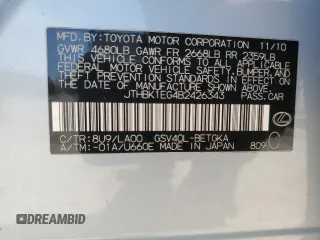 MFD. BY: TOYOTA MOTOR CORPORATION 11/10
GVWR 4680LB GAWR FR 2668LB RR 2359LB
THIS VEHICLE CONFORMS TO ALL APPLICABLE
FEDERAL MOTOR VEHICLE SAFETY, BUMPER, AND
THEFT PREVENTION STANDARDS IN EFFECT ON THE
DATE OF MANUFACTURE SHOWN ABOVE.
JTHBK1EG4B2426343 PASS.CAR
C/TR: 8U9/LA00 GSV40L-BETGKA
A/TM: -01A/U660E MADE IN JAPAN 809
C